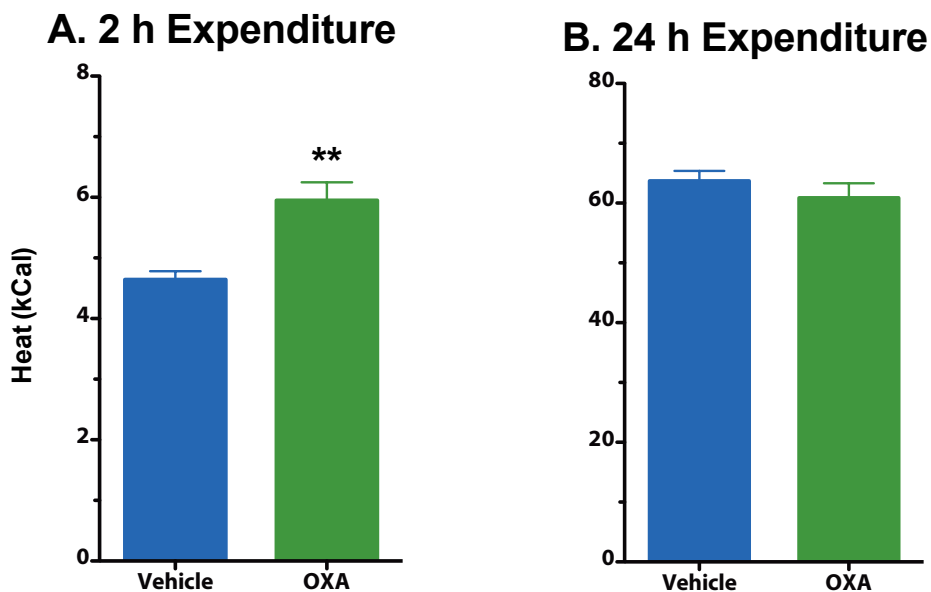 A. 2 h Expenditure
8
6
4
2
0
Heat (kCal)
**
Vehicle
OXA
B. 24 h Expenditure
80
60
40
20
0
Vehicle
OXA